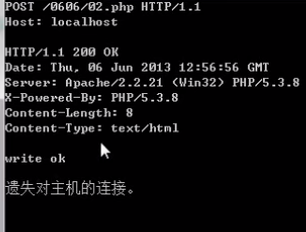 POST /0606/02.php HTTP/1.1
Host: localhost
HTTP/1.1 200 OK
Date: Thu, 06 Jun 2013 12:56:56 GMT
Server: Apache/2.2.21 (Win32) PHP/5.3.8
X-Powered-By: PHP/5.3.8
Content-Length: 8
Content-Type: text/html
write ok
遗失对主机的连接。